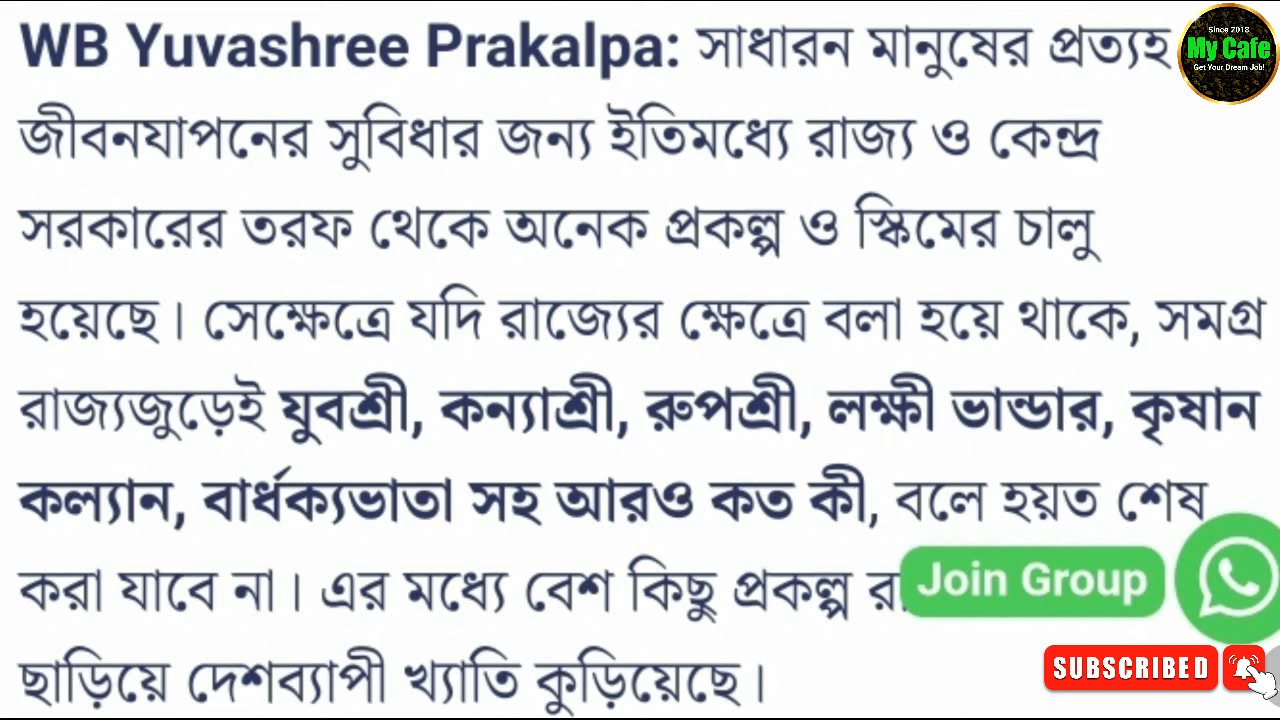 WB Yuvashree Prakalpa: সাধারন মানুষের প্রত্যহ
জীবনযাপনের সুবিধার জন্য ইতিমধ্যে রাজ্য ও কেন্দ্র
সরকারের তরফ থেকে অনেক প্রকল্প ও স্কিমের চালু
হয়েছে। সেক্ষেত্রে যদি রাজ্যের ক্ষেত্রে বলা হয়ে থাকে, সমগ্র
রাজ্যজুড়েই যুবশ্রী, কন্যাশ্রী, রুপশ্রী, লক্ষী ভান্ডার, কৃষান
কল্যান, বার্ধক্যভাতা সহ আরও কত কী, বলে হয়ত শেষ
করা যাবে না। এর মধ্যে বেশ কিছু প্রকল্প
ছাড়িয়ে দেশব্যাপী খ্যাতি কুড়িয়েছে।
Since 2018
My Cafe
Get Your Dream Job!
Join Group
SUBSCRIBED